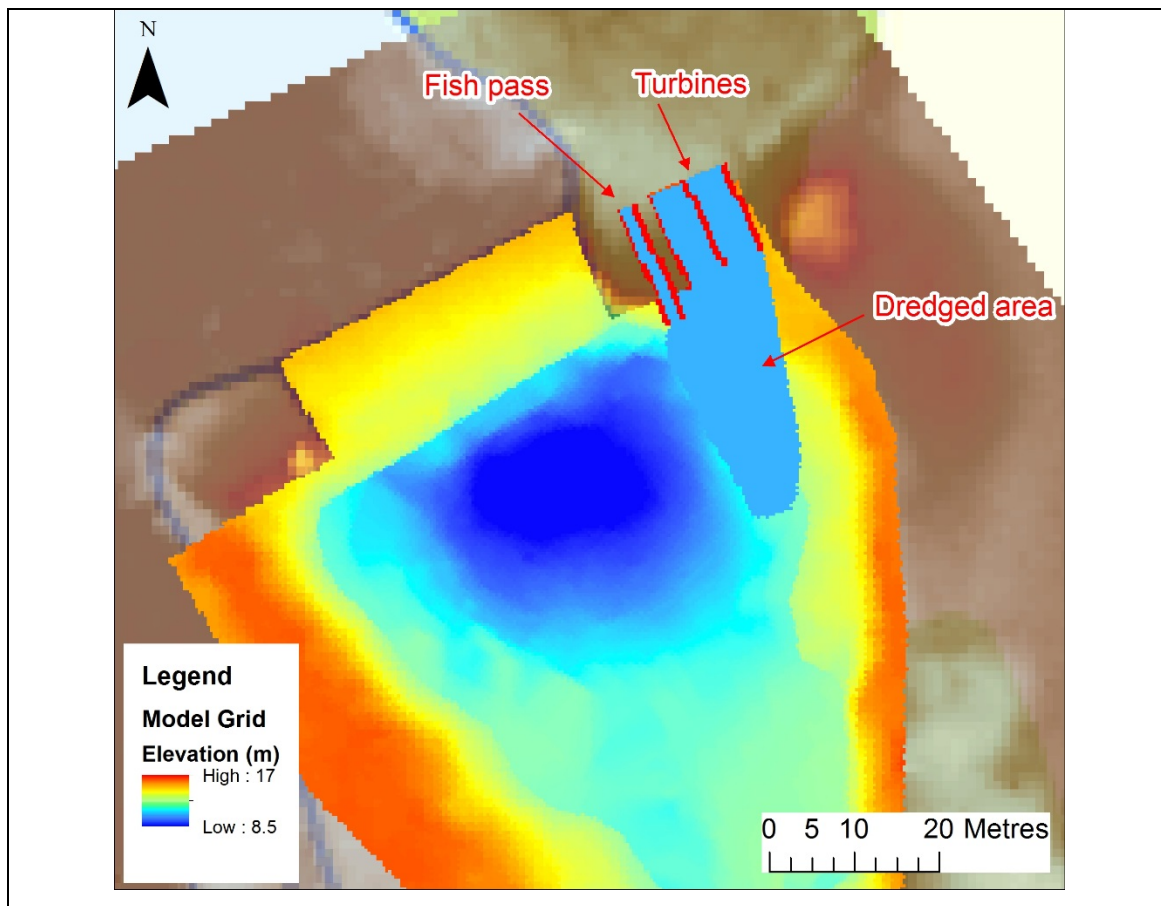 N
Fish pass
Turbines
Dredged area
Legend
Model Grid
Elevation (m)
High : 17
Low : 8.5
0 5 10 20 Metres